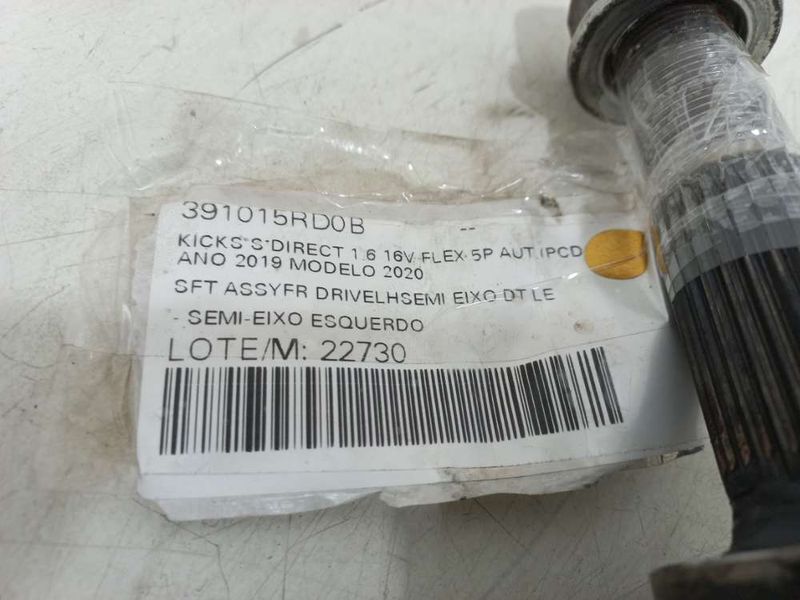 391015RD0B
KICKS S DIRECT 1.6 16V FLEX 5P AUT.(PCD
ANO 2019 MODELO 2020
SFT ASSYFR DRIVELHSEMI EIXO DT LE
- SEMI-EIXO ESQUERDO
LOTE/M: 22730